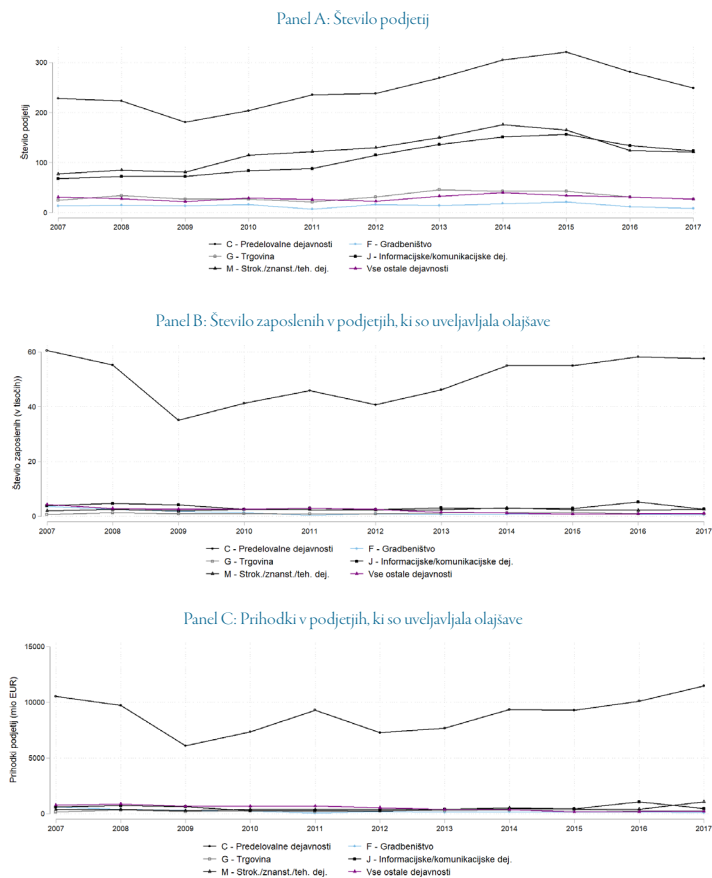 Panel A: Število podjetij
Število podjetij
300
200
100
0
2007 2008 2009 2010 2011 2012 2013 2014 2015 2016 2017
C - Predelovalne dejavnosti F - Gradbeništvo
G - Trgovina J - Informacijske/komunikacijske dej.
M - Strok./znanst./teh. dej. Vse ostale dejavnosti
Panel B: Število zaposlenih v podjetjih, ki so uveljavljala olajšave
Število zaposlenih (v tisočih))
60
40
20
0
2007 2008 2009 2010 2011 2012 2013 2014 2015 2016 2017
C - Predelovalne dejavnosti F - Gradbeništvo
G - Trgovina J - Informacijske/komunikacijske dej.
M - Strok./znanst./teh. dej. Vse ostale dejavnosti
Panel C: Prihodki v podjetjih, ki so uveljavljala olajšave
Prihodki podjetij (mio EUR)
15000
10000
5000
0
2007 2008 2009 2010 2011 2012 2013 2014 2015 2016 2017
C - Predelovalne dejavnosti F - Gradbeništvo
G - Trgovina J - Informacijske/komunikacijske dej.
M - Strok./znanst./teh. dej. Vse ostale dejavnosti